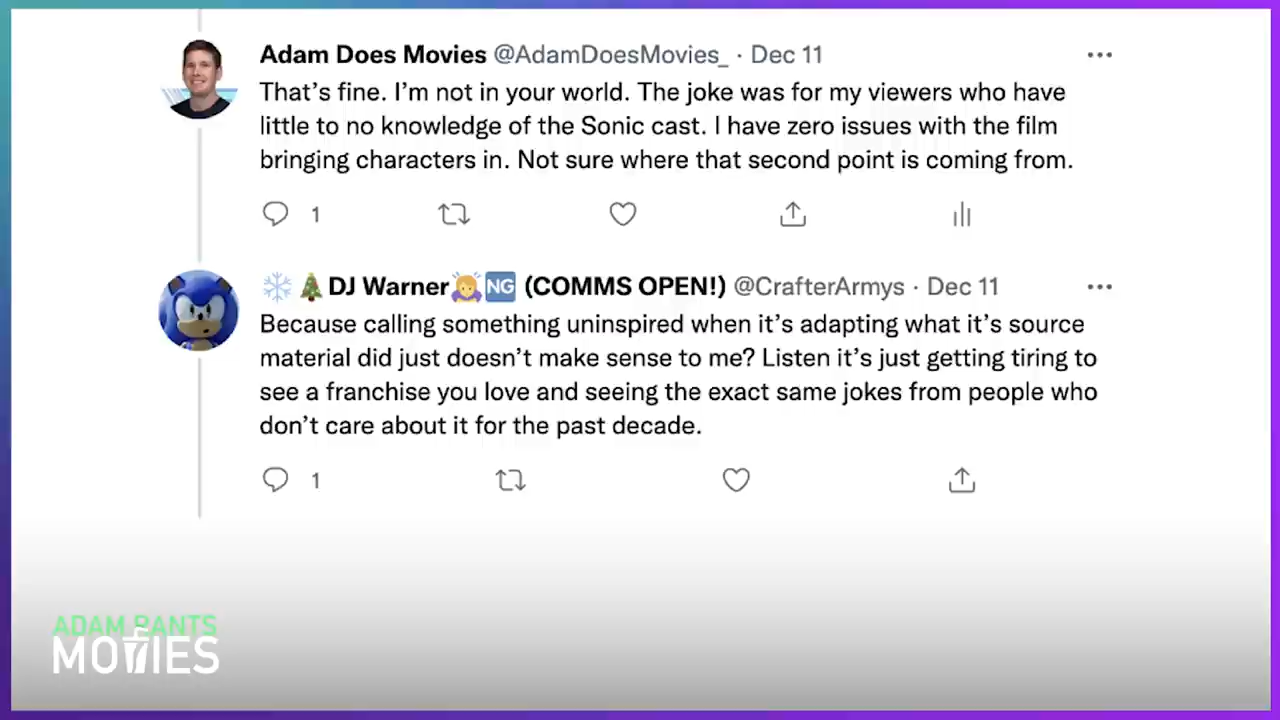 Adam Does Movies @AdamDoesMovies_ · Dec 11
That's fine. I'm not in your world. The joke was for my viewers who have
little to no knowledge of the Sonic cast. I have zero issues with the film
bringing characters in. Not sure where that second point is coming from.
1
❄️🎄DJ Warner🙇‍♀️🆖 (COMMS OPEN!) @CrafterArmys · Dec 11
Because calling something uninspired when it's adapting what it's source
material did just doesn't make sense to me? Listen it's just getting tiring to
see a franchise you love and seeing the exact same jokes from people who
don't care about it for the past decade.
1
ADAM RANTS
MOVIES